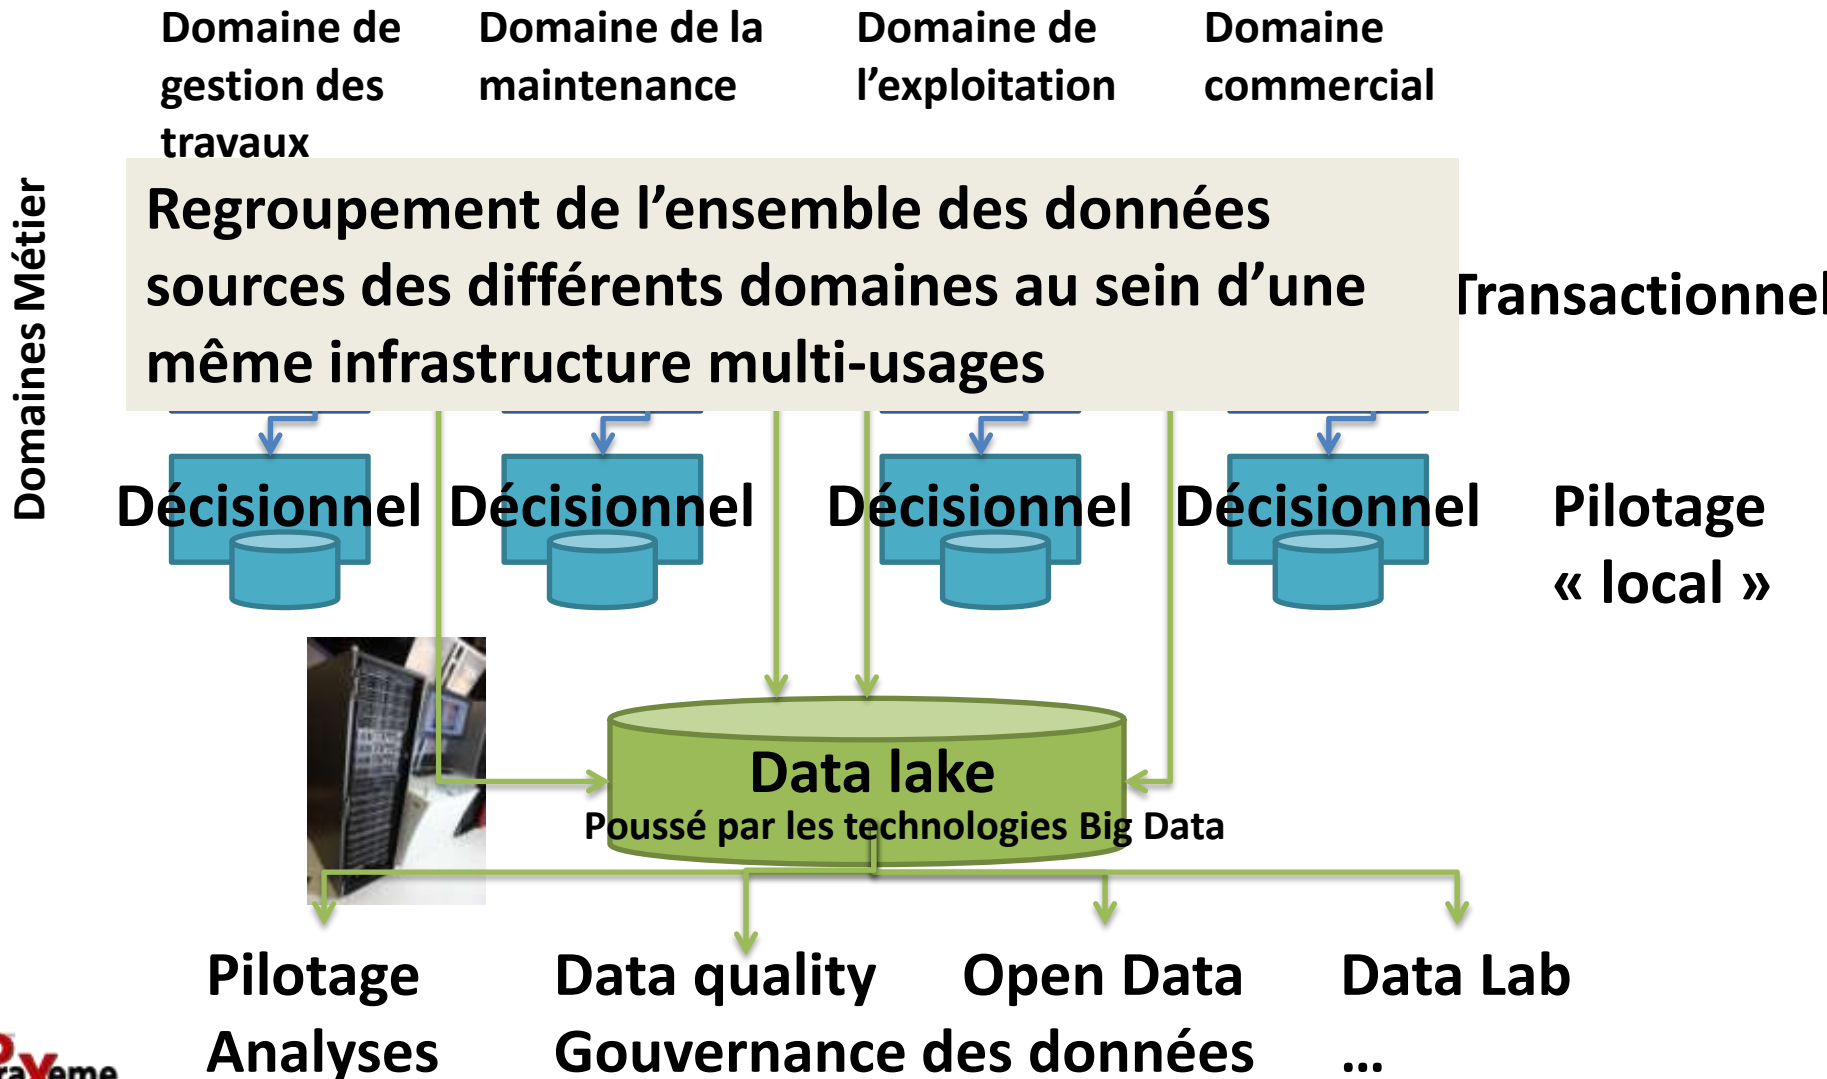 Domaine de
gestion des
travaux
Domaine de la
maintenance
Domaine de
l’exploitation
Domaine
commercial
Domaines Métier
Regroupement de l’ensemble des données
sources des différents domaines au sein d’une
même infrastructure multi-usages
Transactionnel
Décisionnel
Décisionnel
Décisionnel
Décisionnel
Pilotage
« local »
Data lake
Poussé par les technologies Big Data
Pilotage
Analyses
Data quality
Open Data
Gouvernance des données
Data Lab
…